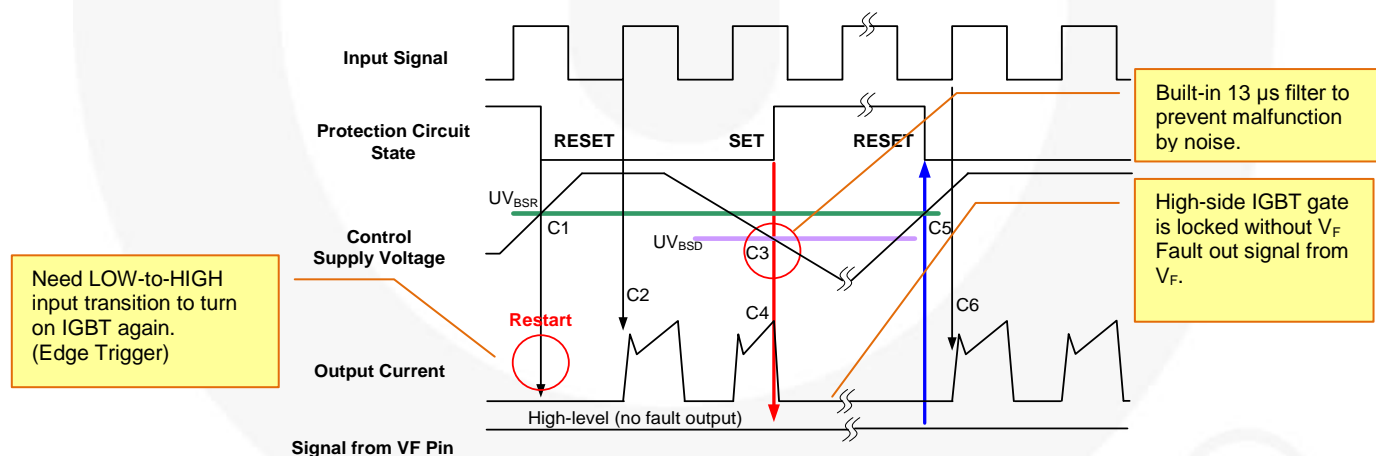 Input Signal
Protection Circuit
State
RESET
SET
RESET
Built-in 13 µs filter to
prevent malfunction
by noise.
UVBSR
C1
C5
High-side IGBT gate
is locked without VF
Fault out signal from
VF.
Control
Supply Voltage
UVBSD
C3
Need LOW-to-HIGH
input transition to turn
on IGBT again.
(Edge Trigger)
C2
C4
C6
Restart
Output Current
High-level (no fault output)
Signal from VF Pin